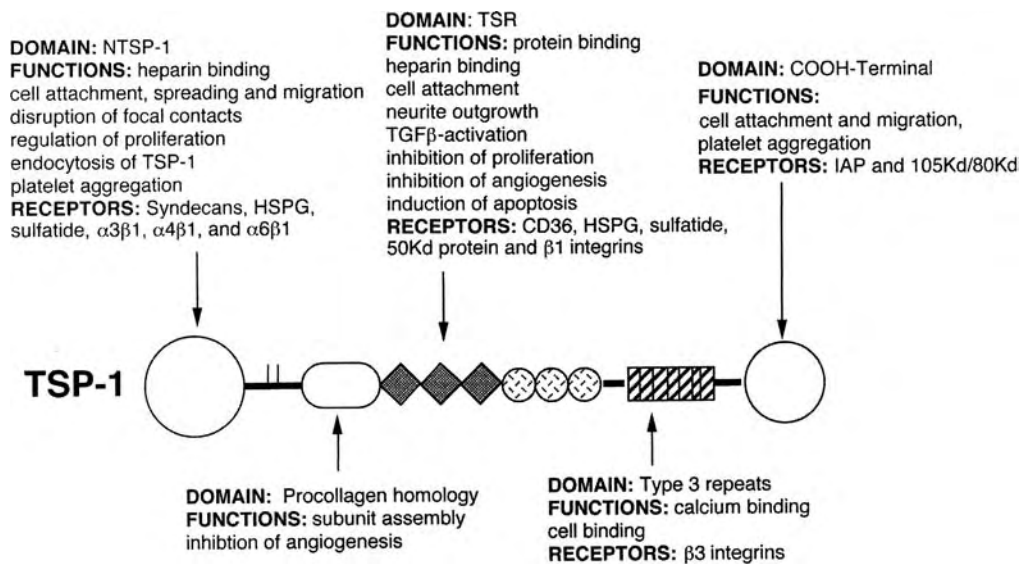 DOMAIN: NTSP-1
FUNCTIONS: heparin binding
cell attachment, spreading and migration
disruption of focal contacts
regulation of proliferation
endocytosis of TSP-1
platelet aggregation
RECEPTORS: Syndecans, HSPG,
sulfatide, α3β1, α4β1, and α6β1
DOMAIN: TSR
FUNCTIONS: protein binding
heparin binding
cell attachment
neurite outgrowth
TGFβ-activation
inhibition of proliferation
inhibition of angiogenesis
induction of apoptosis
RECEPTORS: CD36, HSPG, sulfatide,
50Kd protein and β1 integrins
DOMAIN: COOH-Terminal
FUNCTIONS:
cell attachment and migration,
platelet aggregation
RECEPTORS: IAP and 105Kd/80Kd
TSP-1
DOMAIN: Procollagen homology
FUNCTIONS: subunit assembly
inhibtion of angiogenesis
DOMAIN: Type 3 repeats
FUNCTIONS: calcium binding
cell binding
RECEPTORS: β3 integrins